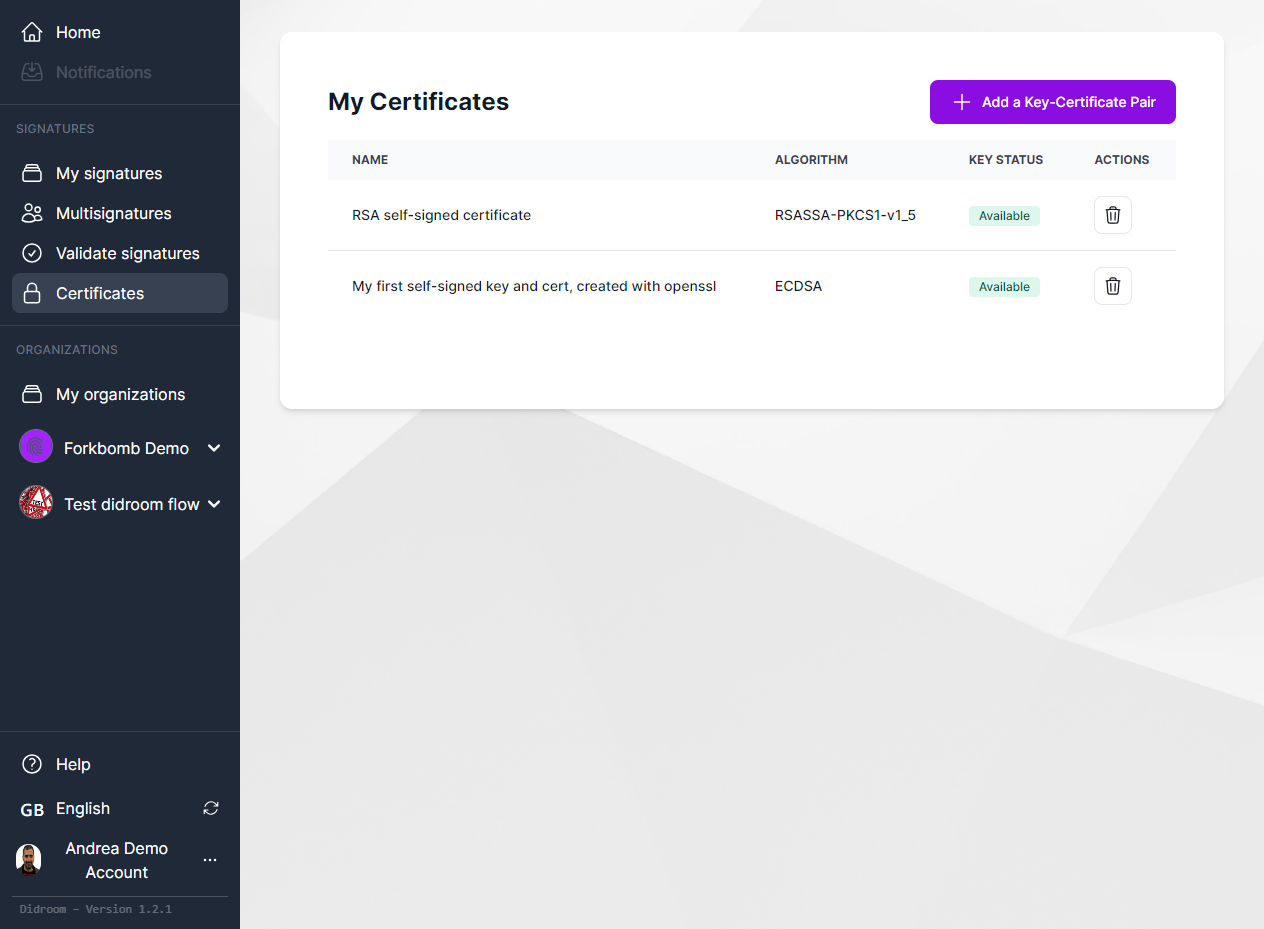 Home
Notifications
SIGNATURES
My signatures
Multisignatures
Validate signatures
Certificates
ORGANIZATIONS
My organizations
Forkbomb Demo
Test didroom flow
Help
GB English
Andrea Demo
Account
Didroom – Version 1.2.1
My Certificates
Add a Key-Certificate Pair
NAME ALGORITHM KEY STATUS ACTIONS
RSA self-signed certificate RSASSA-PKCS1-v1_5 Available
My first self-signed key and cert, created with openssl ECDSA Available